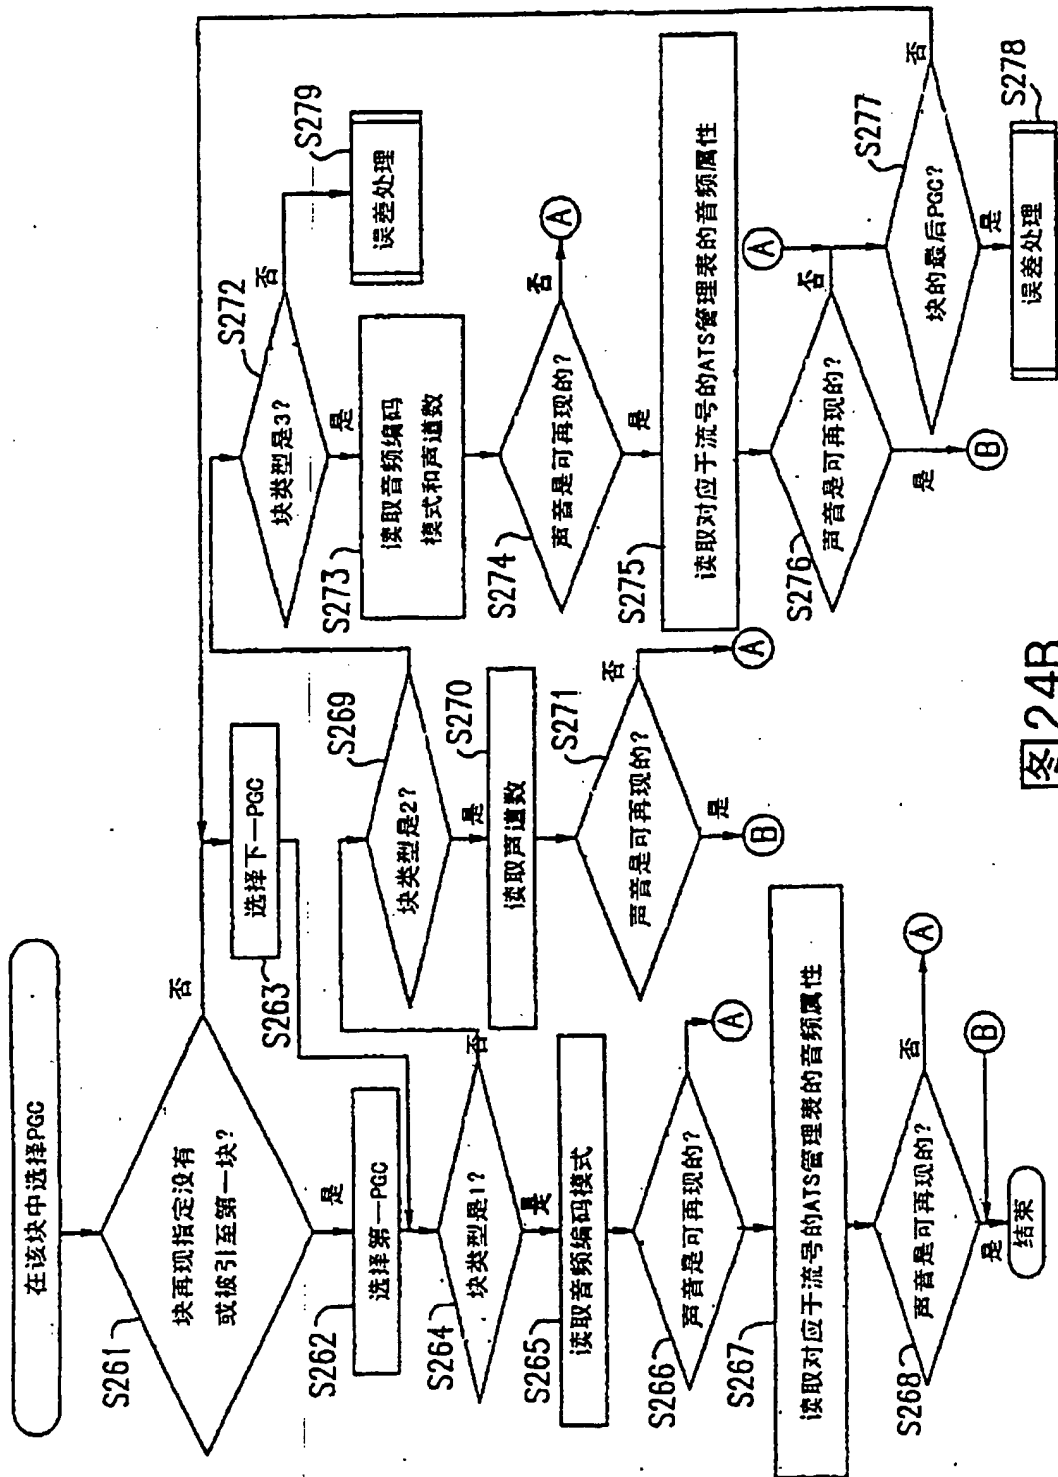 在该块中选择PGC
S261
块再现指定没有
或被引至第一块?
否
是
S262
选择第一PGC
S263
选择下一PGC
S264
块类型是1?
否
是
S265
读取音频编码模式
S266
声音是可再现的?
A
S267
读取对应于流号的ATS管理表的音频属性
S268
声音是可再现的?
否
A
B
是
结束
S269
块类型是2?
是
S270
读取声道数
S271
声音是可再现的?
否
A
是
B
S272
块类型是3?
否
S279
误差处理
是
S273
读取音频编码
模式和声道数
S274
声音是可再现的?
否
A
是
S275
读取对应于流号的ATS管理表的音频属性
S276
声音是可再现的?
否
A
是
B
S277
块的最后PGC?
否
是
S278
误差处理
图24B